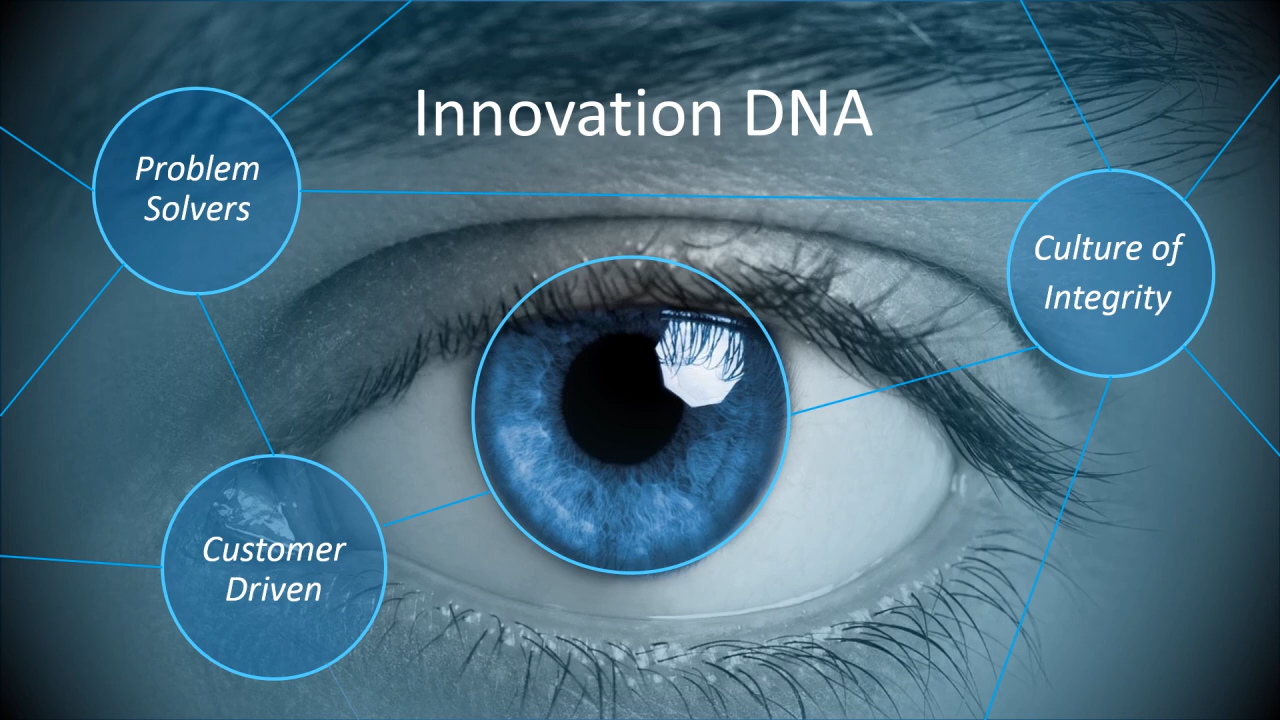 Innovation DNA
Problem
Solvers
Culture of
Integrity
Customer
Driven